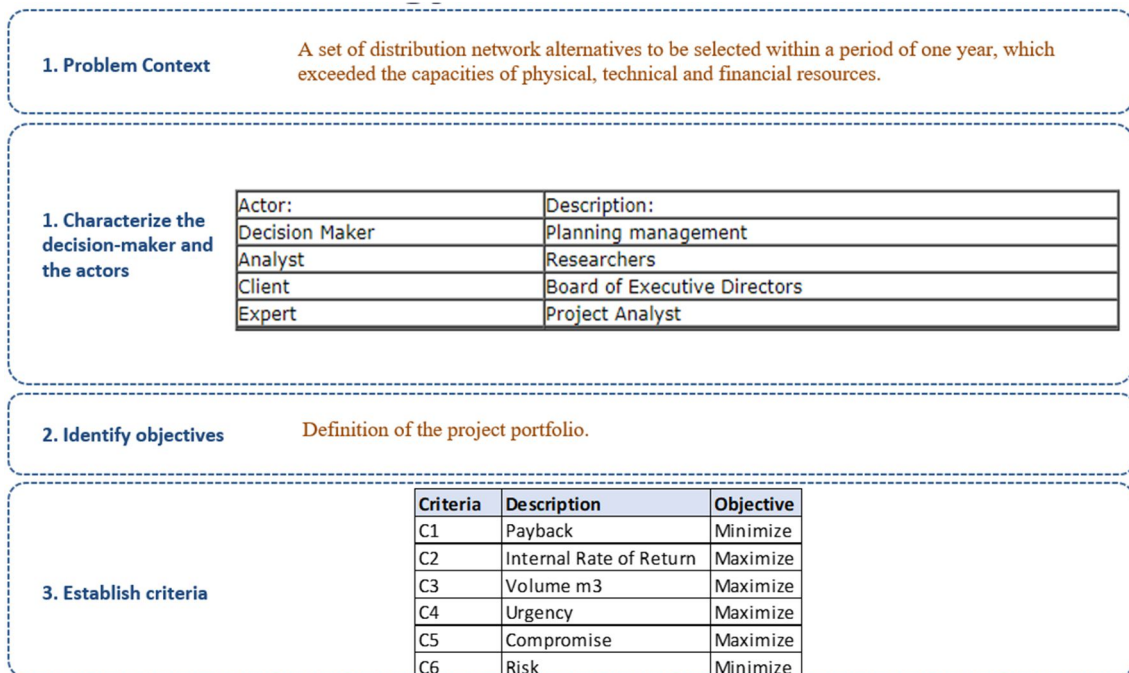 1. Problem Context
A set of distribution network alternatives to be selected within a period of one year, which
exceeded the capacities of physical, technical and financial resources.
1. Characterize the
decision-maker and
the actors
Actor: Description:
Decision Maker Planning management
Analyst Researchers
Client Board of Executive Directors
Expert Project Analyst
2. Identify objectives
Definition of the project portfolio.
3. Establish criteria
Criteria Description Objective
C1 Payback Minimize
C2 Internal Rate of Return Maximize
C3 Volume m3 Maximize
C4 Urgency Maximize
C5 Compromise Maximize
C6 Risk Minimize